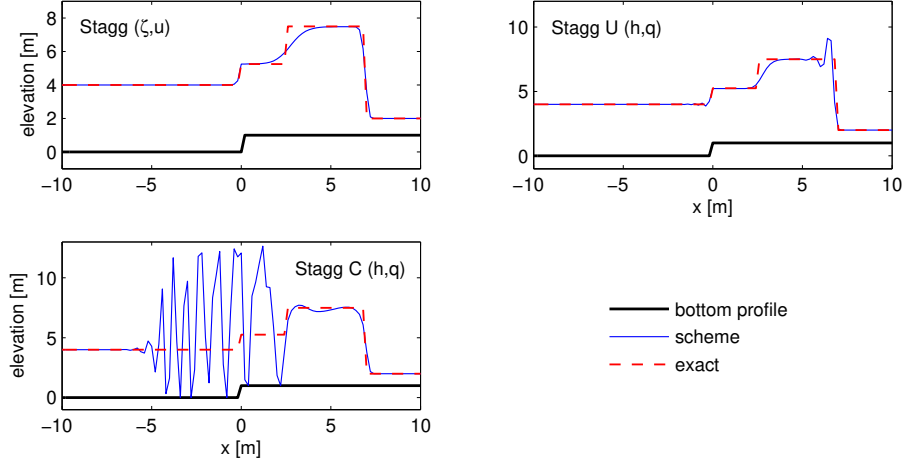 Stagg (ζ,u)
elevation [m]
8
6
4
2
0
−10
−5
0
5
10
Stagg U (h,q)
10
5
0
−10
−5
0
5
10
x [m]
Stagg C (h,q)
elevation [m]
10
5
0
−10
−5
0
5
10
x [m]
bottom profile
scheme
exact